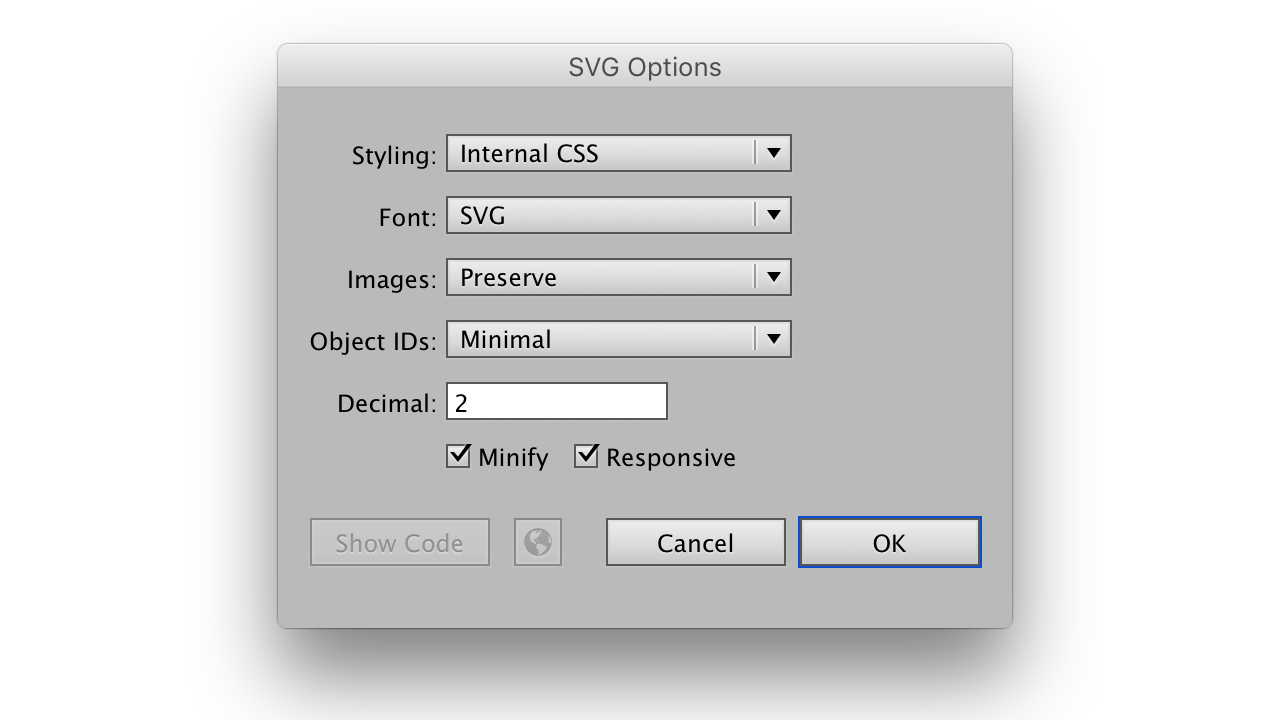 SVG Options
Styling: Internal CSS
Font: SVG
Images: Preserve
Object IDs: Minimal
Decimal: 2
Minify Responsive
Show Code Cancel OK